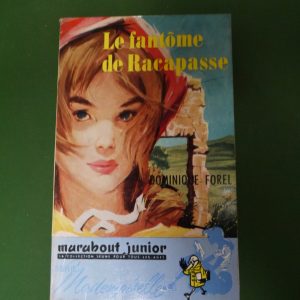 Le fantôme
de Racapasse
DOMINIQUE FOREL
marabout junior
LA COLLECTION JEUNE POUR TOUS LES AGES
Mademoiselle